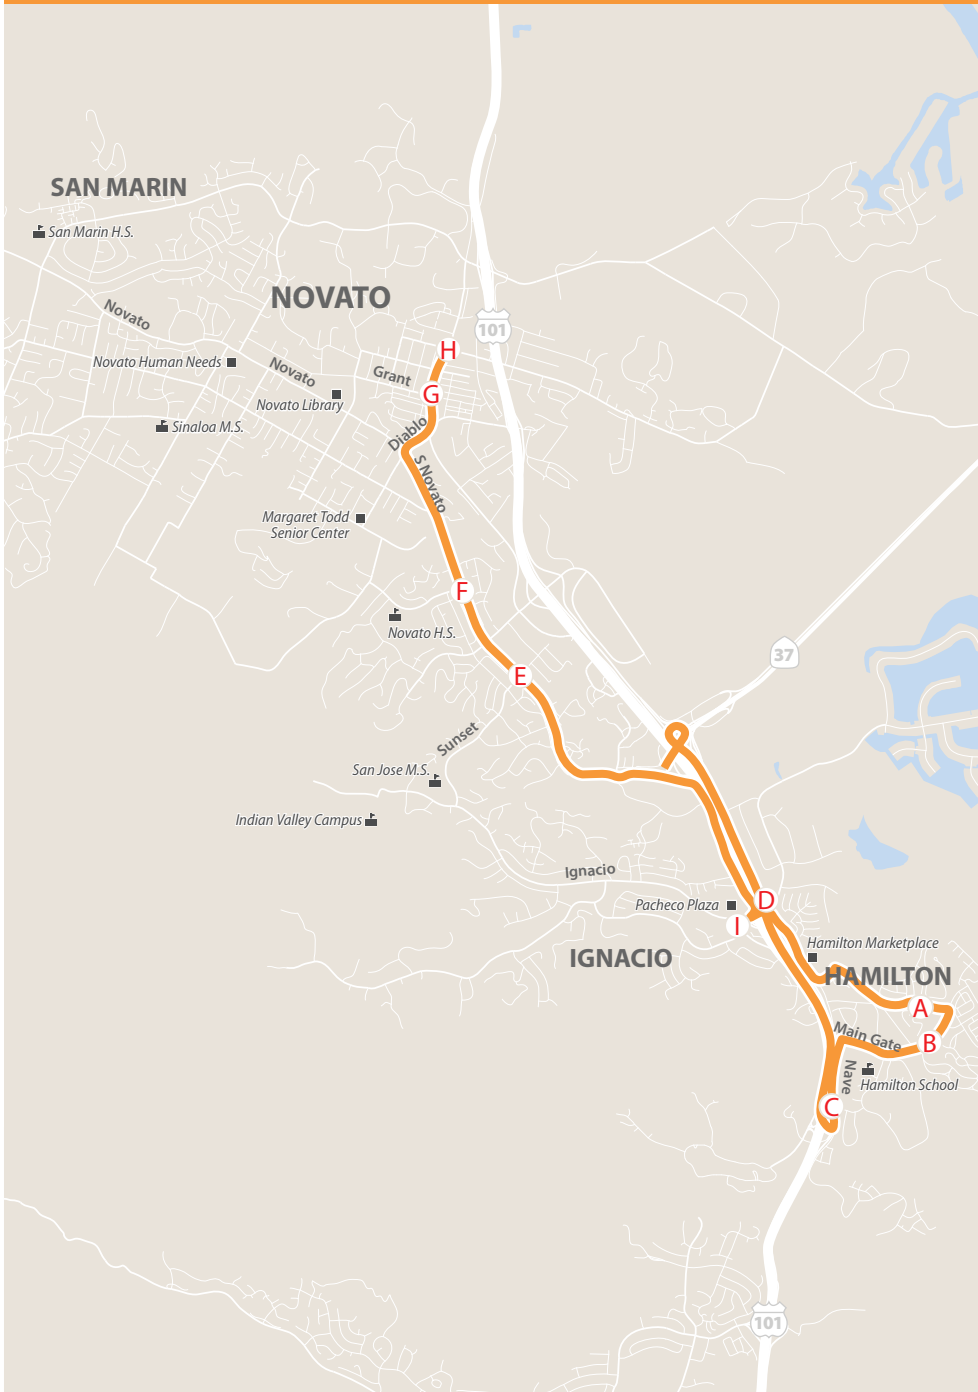 SAN MARIN
San Marin H.S.
NOVATO
Novato
101
H
Novato Human Needs
Novato
Grant
G
Novato Library
Sinaloa M.S.
Diablo
S Novato
Margaret Todd
Senior Center
F
Novato H.S.
37
E
Sunset
San Jose M.S.
Indian Valley Campus
Ignacio
Pacheco Plaza
D
I
Hamilton Marketplace
IGNACIO
HAMILTON
A
Main Gate
B
Nave
Hamilton School
C
101